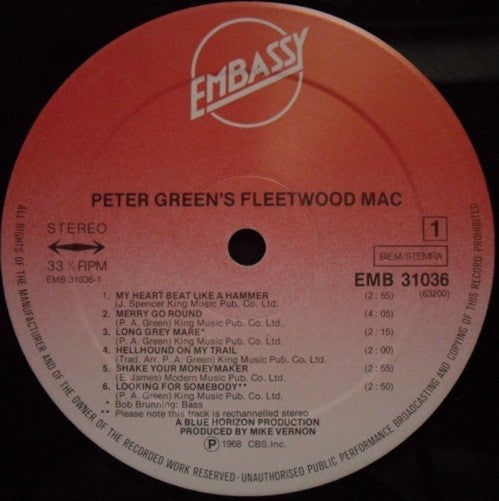 EMBASSY
PETER GREEN'S FLEETWOOD MAC
STEREO
33 ⅓ RPM
EMB 31036-1
1
BIEM/STEMRA
EMB 31036
(63200)
1. MY HEART BEAT LIKE A HAMMER (2:55)
(J. Spencer King Music Pub. Co. Ltd.
2. MERRY GO ROUND (4:05)
(P. A. Green) King Music Pub. Co. Ltd.
3. LONG GREY MARE* (2:15)
(P. A. Green) King Music Pub. Co. Ltd.
4. HELLHOUND ON MY TRAIL (2:00)
(Trad. Arr. P. A. Green) King Music Pub. Co. Ltd.
5. SHAKE YOUR MONEYMAKER (2:55)
(E. James) Modern Music Pub. Co. Ltd.
6. LOOKING FOR SOMEBODY** (2:50)
(P. A. Green) King Music Pub. Co. Ltd.
* Bob Brunning: Bass
** Please note this track is rechannelled stereo
A BLUE HORIZON PRODUCTION
PRODUCED BY MIKE VERNON
Ⓟ 1968 CBS. Inc.
ALL RIGHTS OF THE MANUFACTURER AND OF THE OWNER OF THE RECORDED WORK RESERVED - UNAUTHORISED PUBLIC PERFORMANCE BROADCASTING AND COPYING OF THIS RECORD PROHIBITED